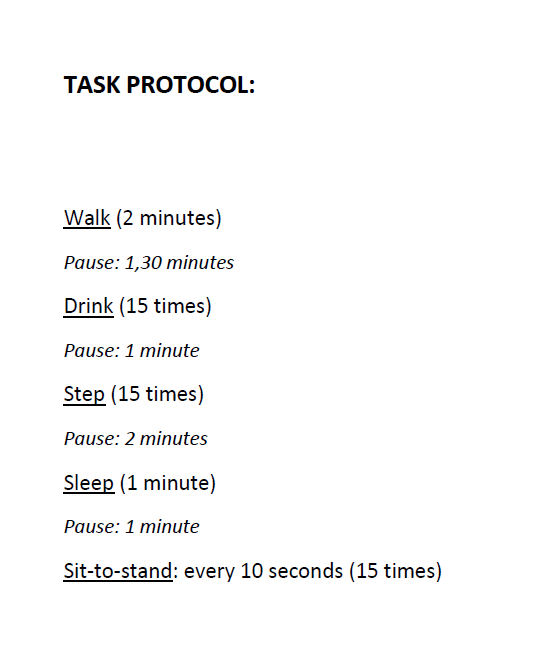 TASK PROTOCOL:
Walk (2 minutes)
Pause: 1,30 minutes
Drink (15 times)
Pause: 1 minute
Step (15 times)
Pause: 2 minutes
Sleep (1 minute)
Pause: 1 minute
Sit-to-stand: every 10 seconds (15 times)